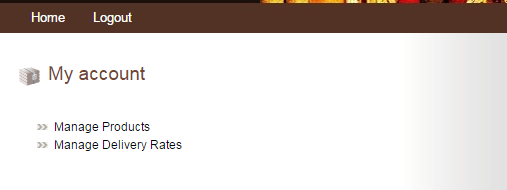 Home Logout
My account
Manage Products
Manage Delivery Rates